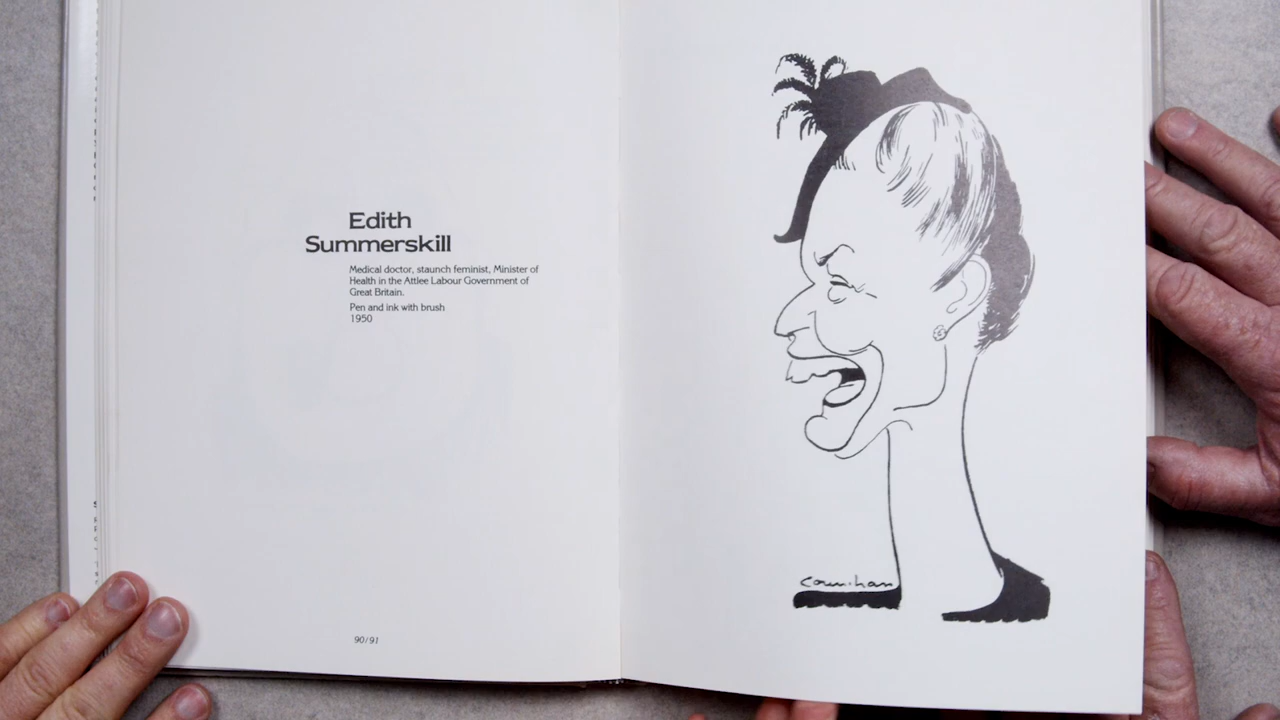 Edith
Summerskill
Medical doctor, staunch feminist, Minister of
Health in the Attlee Labour Government of
Great Britain.
Pen and ink with brush
1950
90/91
Counihan